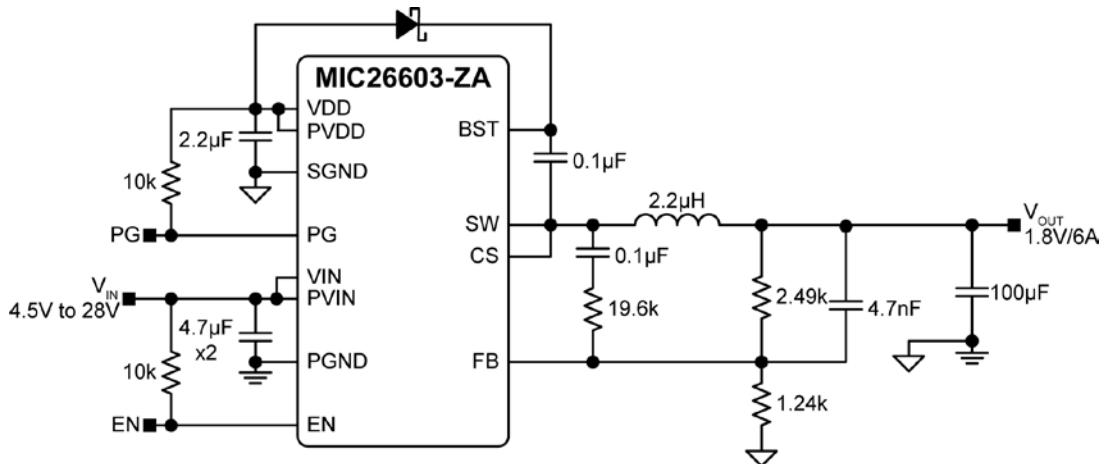 MIC26603-ZA
VDD
PVDD
BST
2.2µF
SGND
0.1µF
10k
2.2µH
SW
V_OUT
1.8V/6A
PG
PG
CS
0.1µF
VIN
V_IN
4.5V to 28V
PVIN
2.49k
4.7nF
100µF
19.6k
4.7µF
x2
PGND
FB
10k
1.24k
EN
EN